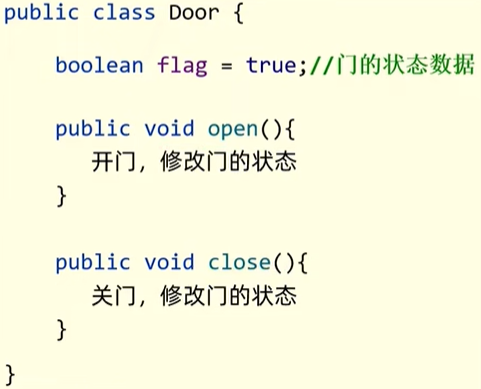 public class Door {
boolean flag = true;//门的状态数据
public void open(){
开门，修改门的状态
}
public void close(){
关门，修改门的状态
}
}